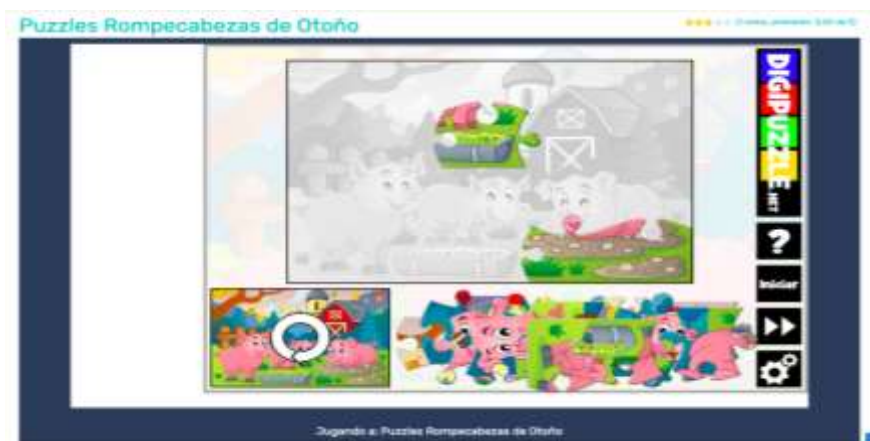 Puzzles Rompecabezas de Otoño
DIGIPUZZLE
.NET
?
Iniciar
Jugando a: Puzzles Rompecabezas de Otoño